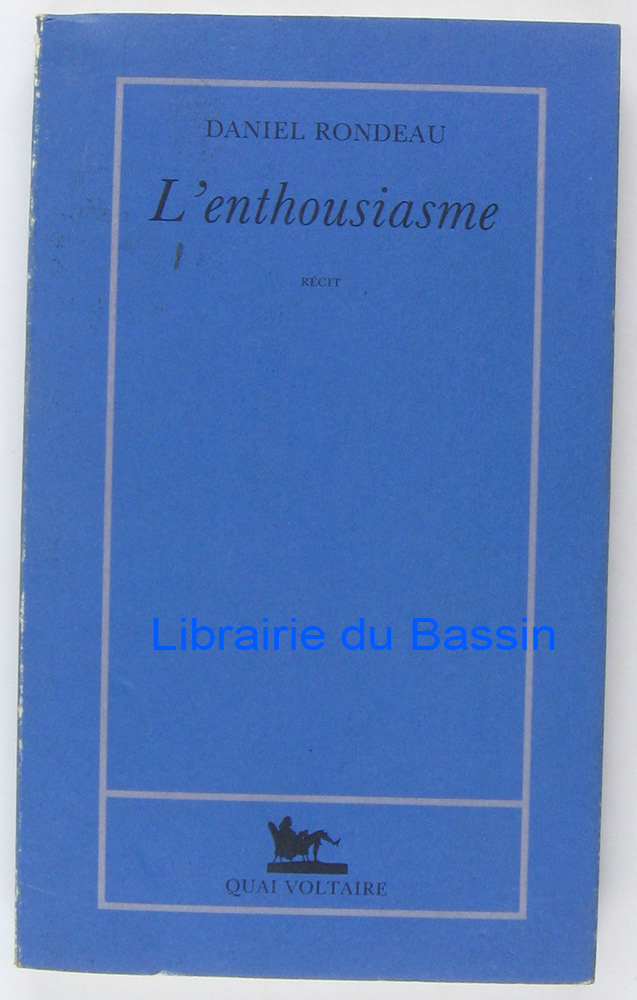 DANIEL RONDEAU
L'enthousiasme
RÉCIT
Librairie du Bassin
QUAI VOLTAIRE